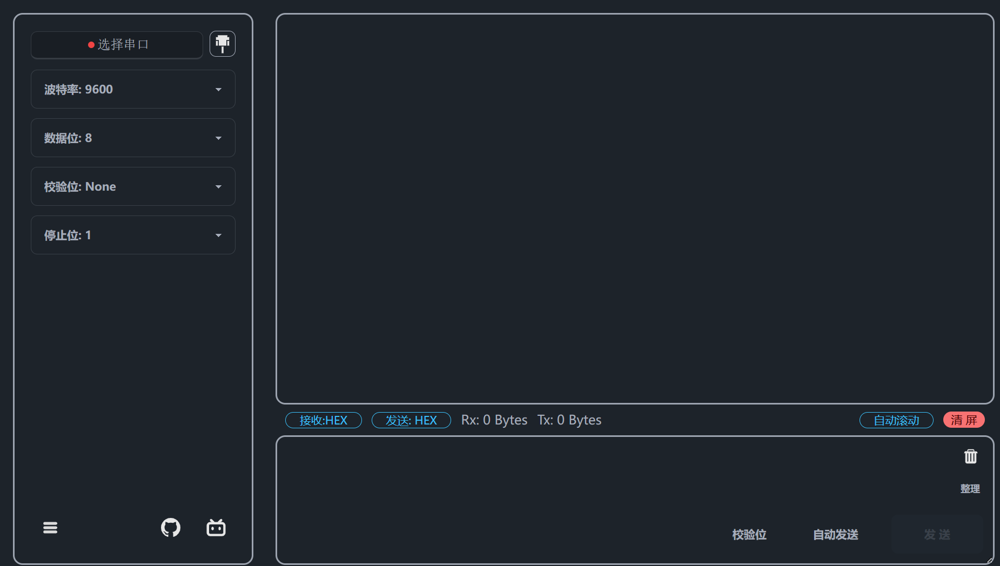 选择串口
波特率: 9600
数据位: 8
校验位: None
停止位: 1
接收:HEX 发送: HEX Rx: 0 Bytes Tx: 0 Bytes 自动滚动 清 屏
整理
校验位 自动发送 发 送